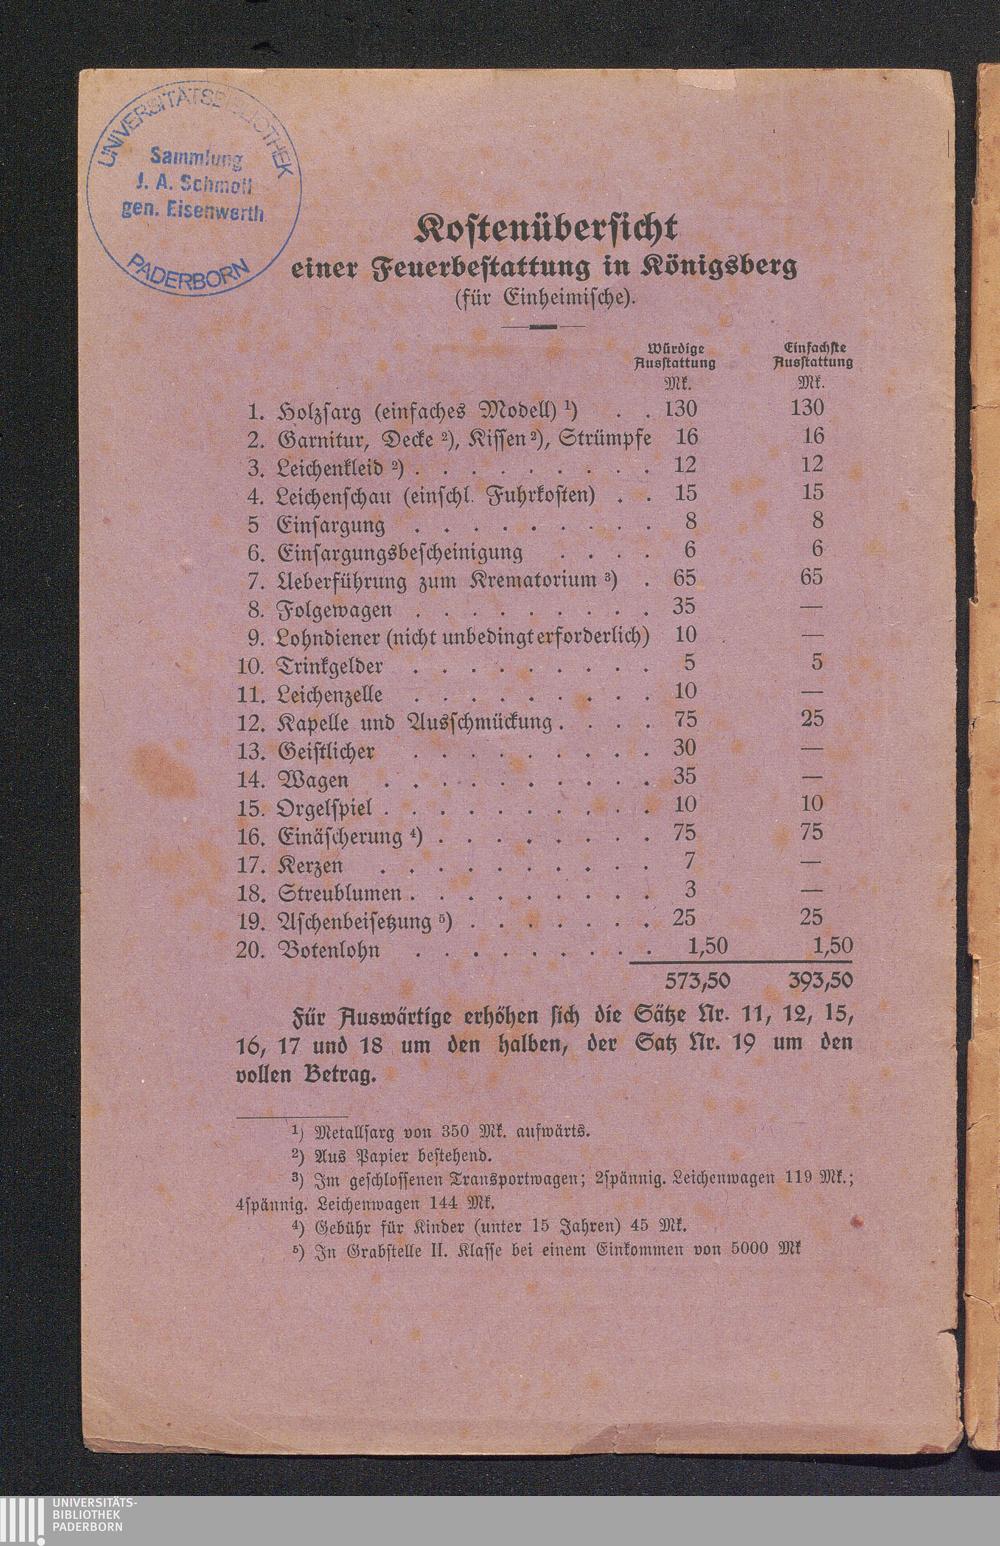 UNIVERSITÄTSBIBLIOTHEK
Sammlung
J. A. Schmoll
gen. Eisenwerth
PADERBORN
Kostenübersicht
einer Feuerbestattung in Königsberg
(für Einheimische).
Würdige Ausstattung Mk. Einfachste Ausstattung Mk.
1. Holzsarg (einfaches Modell) ¹) . . 130 130
2. Garnitur, Decke ²), Kissen ²), Strümpfe 16 16
3. Leichenkleid ²) . . . . . . . . . 12 12
4. Leichenschau (einschl. Fuhrkosten) . . 15 15
5 Einsargung . . . . . . . . . 8 8
6. Einsargungsbescheinigung . . . . 6 6
7. Ueberführung zum Krematorium ³) . 65 65
8. Folgewagen . . . . . . . . . 35 —
9. Lohndiener (nicht unbedingt erforderlich) 10 —
10. Trinkgelder . . . . . . . . . 5 5
11. Leichenzelle . . . . . . . . . 10 —
12. Kapelle und Ausschmückung . . . . 75 25
13. Geistlicher . . . . . . . . . 30 —
14. Wagen . . . . . . . . . . 35 —
15. Orgelspiel . . . . . . . . . . 10 10
16. Einäscherung ⁴) . . . . . . . . 75 75
17. Kerzen . . . . . . . . . . 7 —
18. Streublumen . . . . . . . . . 3 —
19. Aschenbeisetzung ⁵) . . . . . . . 25 25
20. Botenlohn . . . . . . . . . 1,50 1,50
573,50 393,50
Für Auswärtige erhöhen sich die Sätze Nr. 11, 12, 15,
16, 17 und 18 um den halben, der Satz Nr. 19 um den
vollen Betrag.
¹) Metallsarg von 350 Mk. aufwärts.
²) Aus Papier bestehend.
³) Im geschlossenen Transportwagen; 2spännig. Leichenwagen 119 Mk.;
4spännig. Leichenwagen 144 Mk.
⁴) Gebühr für Kinder (unter 15 Jahren) 45 Mk.
⁵) In Grabstelle II. Klasse bei einem Einkommen von 5000 Mk
UNIVERSITÄTS-
BIBLIOTHEK
PADERBORN